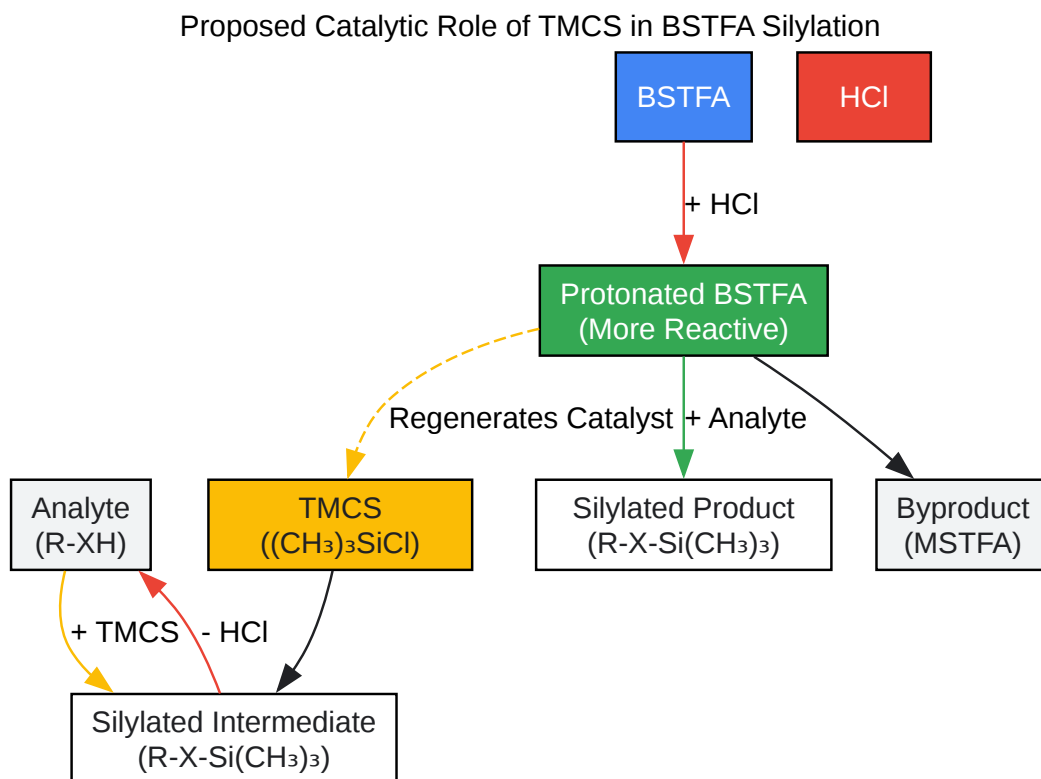 Proposed Catalytic Role of TMCS in BSTFA Silylation
BSTFA
HCl
+ HCl
Protonated BSTFA
(More Reactive)
Regenerates Catalyst
+ Analyte
Analyte
(R-XH)
TMCS
((CH₃)₃SiCl)
Silylated Product
(R-X-Si(CH₃)₃)
Byproduct
(MSTFA)
+ TMCS
- HCl
Silylated Intermediate
(R-X-Si(CH₃)₃)